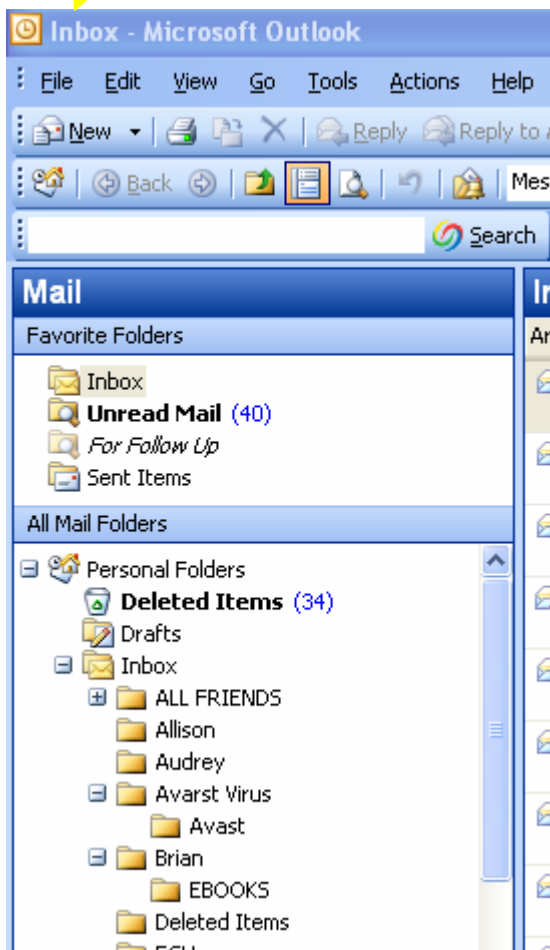 Inbox - Microsoft Outlook
File Edit View Go Tools Actions Help
New Reply Reply to
Back Mes
Search
Mail
Favorite Folders
Inbox
Unread Mail (40)
For Follow Up
Sent Items
All Mail Folders
Personal Folders
Deleted Items (34)
Drafts
Inbox
ALL FRIENDS
Allison
Audrey
Avarst Virus
Avast
Brian
EBOOKS
Deleted Items